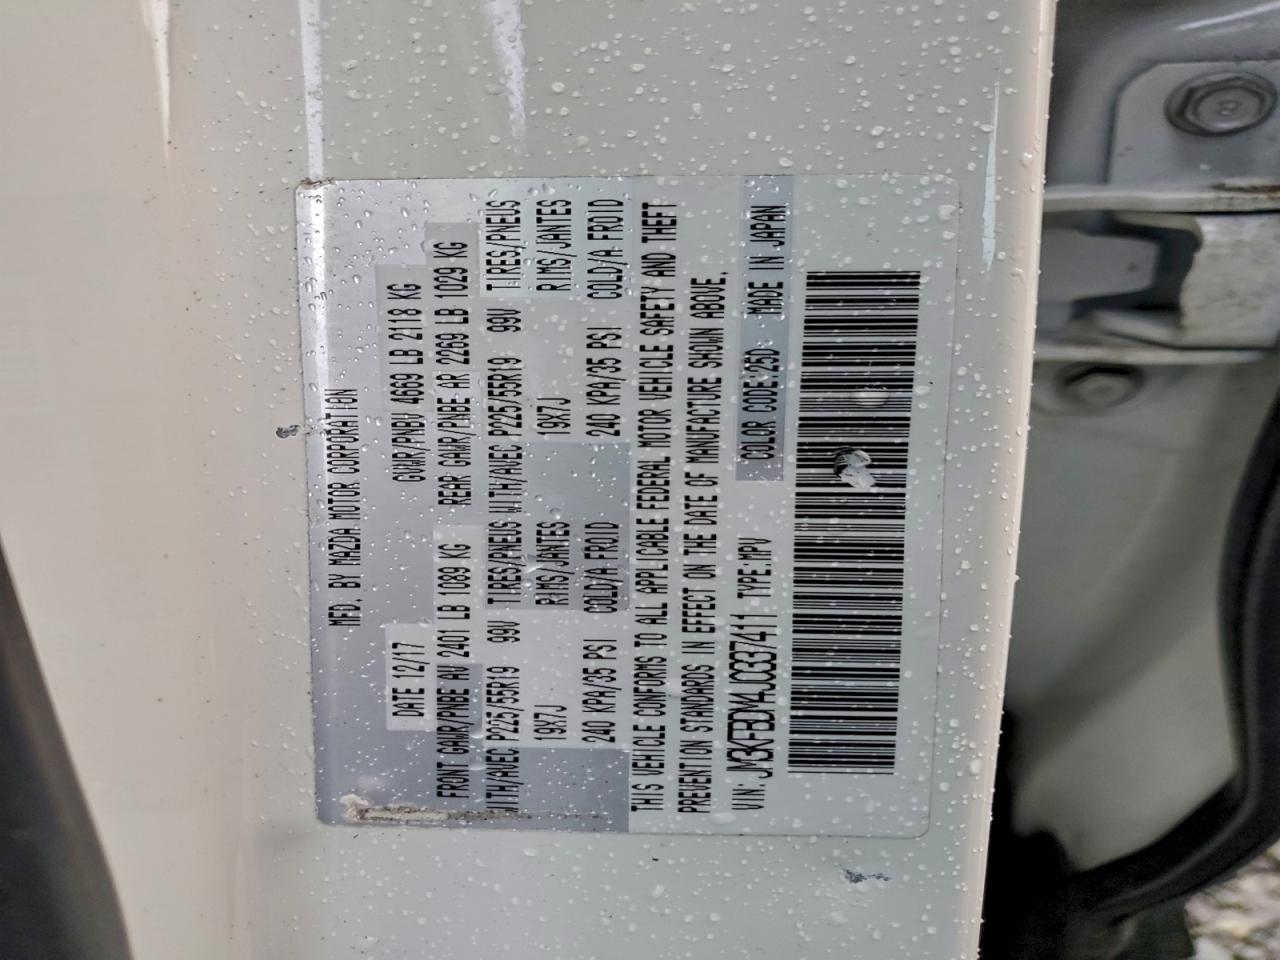 MFD. BY MAZDA MOTOR CORPORATION
DATE 12/17 GWWR/PNBV 4669 LB 2118 KG
FRONT GAWR/PNBE AV 2401 LB 1089 KG REAR GAWR/PNBE AR 2269 LB 1029 KG
WITH/AVEC P225/55R19 99V TIRES/PNEUS WITH/AVEC P225/55R19 99V TIRES/PNEUS
19X7J RIMS/JANTES 19X7J RIMS/JANTES
240 KPA/35 PSI COLD/A FROID 240 KPA/35 PSI COLD/A FROID
THIS VEHICLE CONFORMS TO ALL APPLICABLE FEDERAL MOTOR VEHICLE SAFETY AND THEFT
PREVENTION STANDARDS IN EFFECT ON THE DATE OF MANUFACTURE SHOWN ABOVE.
VIN: JM3KFBDM4J0337411 TYPE:MPV COLOR CODE:25D MADE IN JAPAN
8